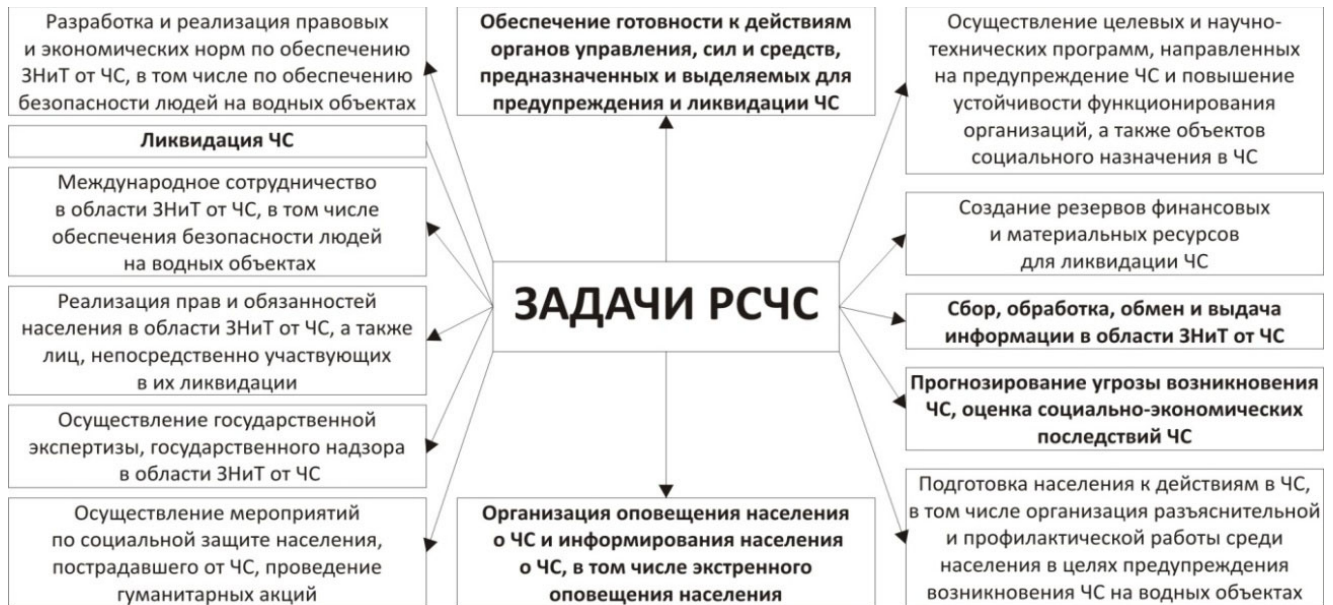 Разработка и реализация правовых
и экономических норм по обеспечению
ЗНиТ от ЧС, в том числе по обеспечению
безопасности людей на водных объектах
Ликвидация ЧС
Международное сотрудничество
в области ЗНиТ от ЧС, в том числе
обеспечения безопасности людей
на водных объектах
Реализация прав и обязанностей
населения в области ЗНиТ от ЧС, а также
лиц, непосредственно участвующих
в их ликвидации
Осуществление государственной
экспертизы, государственного надзора
в области ЗНиТ от ЧС
Осуществление мероприятий
по социальной защите населения,
пострадавшего от ЧС, проведение
гуманитарных акций
Обеспечение готовности к действиям
органов управления, сил и средств,
предназначенных и выделяемых для
предупреждения и ликвидации ЧС
ЗАДАЧИ РСЧС
Организация оповещения населения
о ЧС и информирования населения
о ЧС, в том числе экстренного
оповещения населения
Осуществление целевых и научно-
технических программ, направленных
на предупреждение ЧС и повышение
устойчивости функционирования
организаций, а также объектов
социального назначения в ЧС
Создание резервов финансовых
и материальных ресурсов
для ликвидации ЧС
Сбор, обработка, обмен и выдача
информации в области ЗНиТ от ЧС
Прогнозирование угрозы возникновения
ЧС, оценка социально-экономических
последствий ЧС
Подготовка населения к действиям в ЧС,
в том числе организация разъяснительной
и профилактической работы среди
населения в целях предупреждения
возникновения ЧС на водных объектах